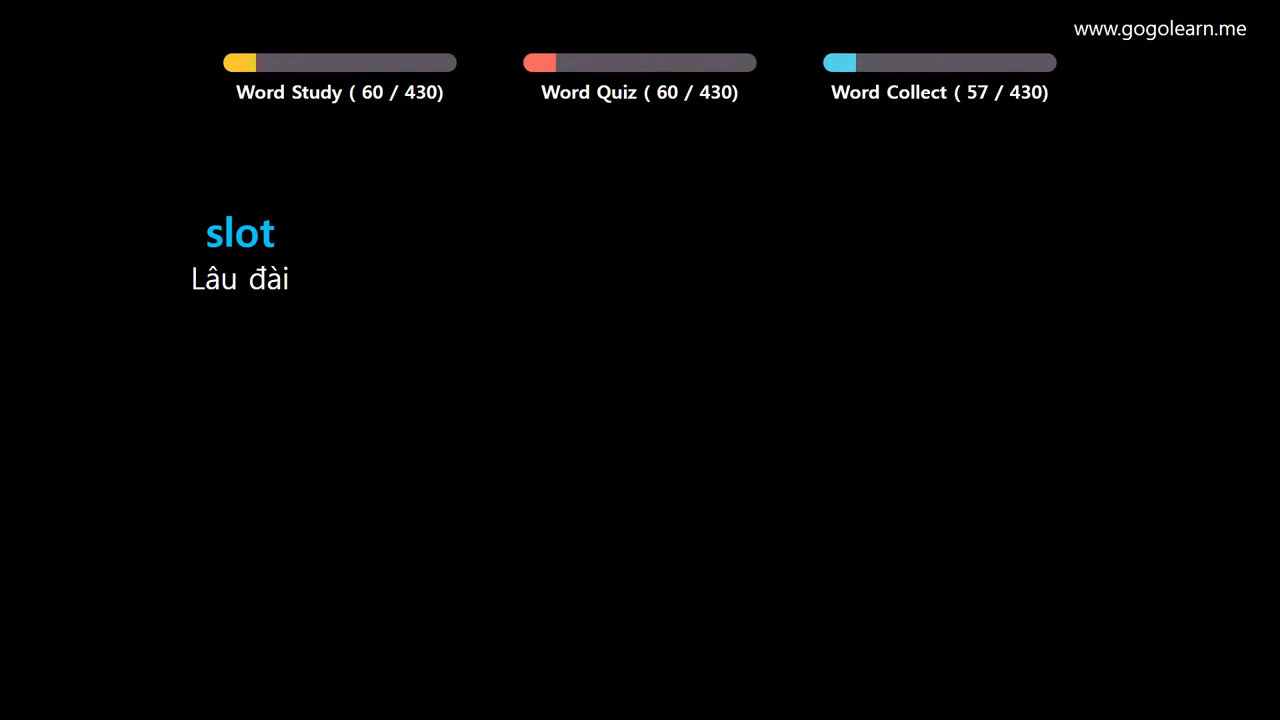 www.gogolearn.me
Word Study ( 60 / 430)
Word Quiz ( 60 / 430)
Word Collect ( 57 / 430)
slot
Lâu đài